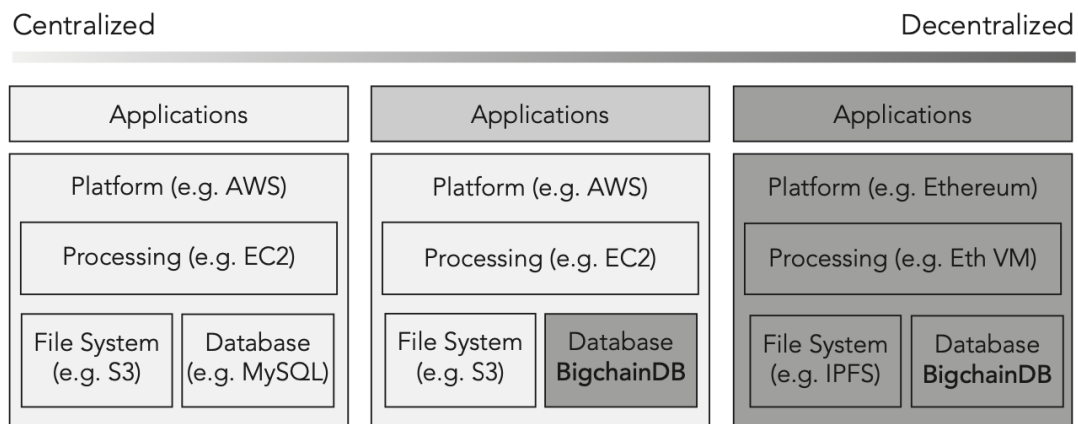 Centralized
Decentralized
Applications
Platform (e.g. AWS)
Processing (e.g. EC2)
File System
(e.g. S3)
Database
(e.g. MySQL)
Applications
Platform (e.g. AWS)
Processing (e.g. EC2)
File System
(e.g. S3)
Database
BigchainDB
Applications
Platform (e.g. Ethereum)
Processing (e.g. Eth VM)
File System
(e.g. IPFS)
Database
BigchainDB